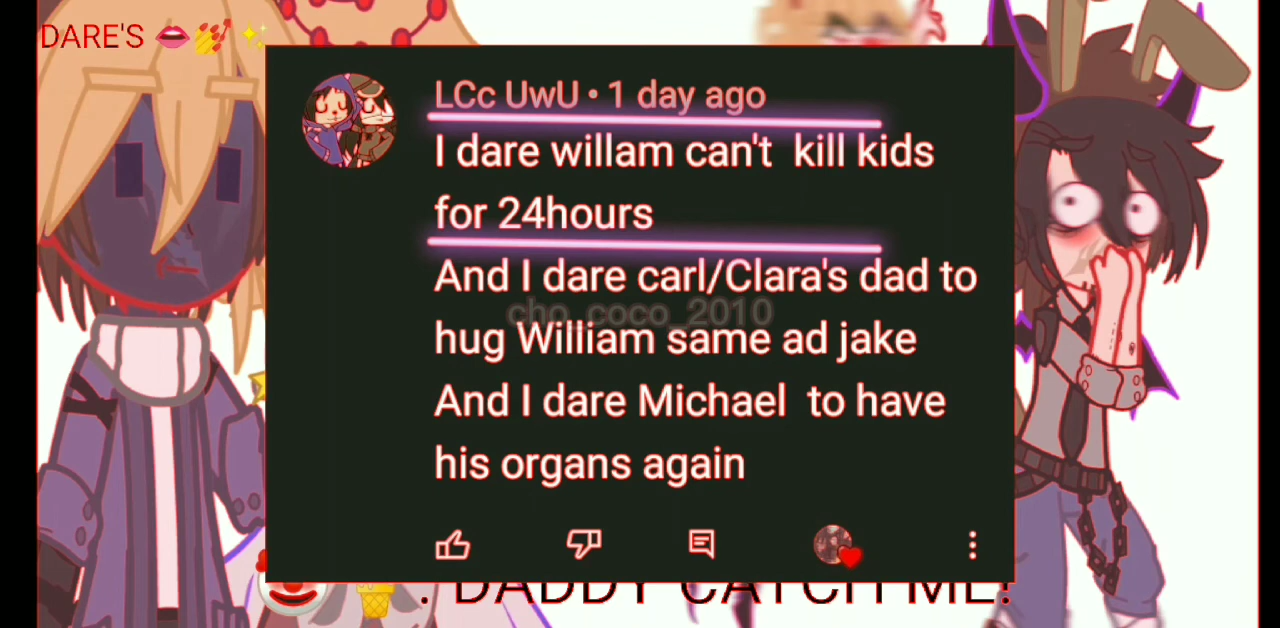 DARE'S 👄💅✨
LCc UwU • 1 day ago
I dare willam can't kill kids
for 24hours
And I dare carl/Clara's dad to
cho_coco_2010
hug William same ad jake
And I dare Michael to have
his organs again
: DADDY CATCH ME!